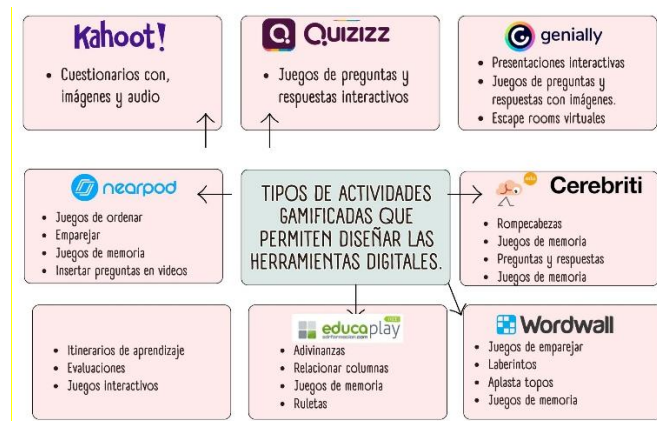 Kahoot!
• Cuestionarios con,
imágenes y audio
Q Quizizz
• Juegos de preguntas y
respuestas interactivos
G genially
• Presentaciones interactivas
• Juegos de preguntas y
respuestas con imágenes.
• Escape rooms virtuales
nearpod
• Juegos de ordenar
• Emparejar
• Juegos de memoria
• Insertar preguntas en videos
TIPOS DE ACTIVIDADES
GAMIFICADAS QUE
PERMITEN DISEÑAR LAS
HERRAMIENTAS DIGITALES.
Cerebriti
• Rompecabezas
• Juegos de memoria
• Preguntas y respuestas
• Juegos de memoria
• Itinerarios de aprendizaje
• Evaluaciones
• Juegos interactivos
educaplay
• Adivinanzas
• Relacionar columnas
• Juegos de memoria
• Ruletas
Wordwall
• Juegos de emparejar
• Laberintos
• Aplasta topos
• Juegos de memoria